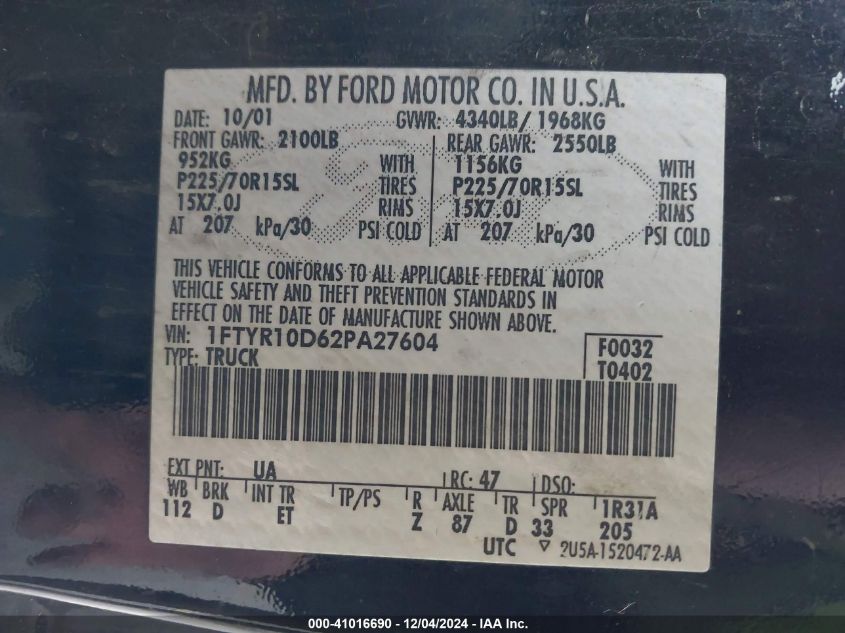 MFD. BY FORD MOTOR CO. IN U.S.A.
DATE: 10/01 GVWR: 4340LB/ 1968KG
FRONT GAWR: 2100LB REAR GAWR: 2550LB
952KG WITH 1156KG WITH
P225/70R15SL TIRES P225/70R15SL TIRES
15X7.0J RIMS 15X7.0J RIMS
AT 207 kPa/30 PSI COLD AT 207 kPa/30 PSI COLD
THIS VEHICLE CONFORMS TO ALL APPLICABLE FEDERAL MOTOR
VEHICLE SAFETY AND THEFT PREVENTION STANDARDS IN
EFFECT ON THE DATE OF MANUFACTURE SHOWN ABOVE.
VIN: 1FTYR10D62PA27604 F0032
TYPE: TRUCK T0402
EXT PNT: UA RC: 47 DSO:
WB BRK INT TR TP/PS R AXLE TR SPR 1R31A
112 D ET Z 87 D 33 205
UTC ▽ 2U5A-1520472-AA
000-41016690 - 12/04/2024 - IAA Inc.